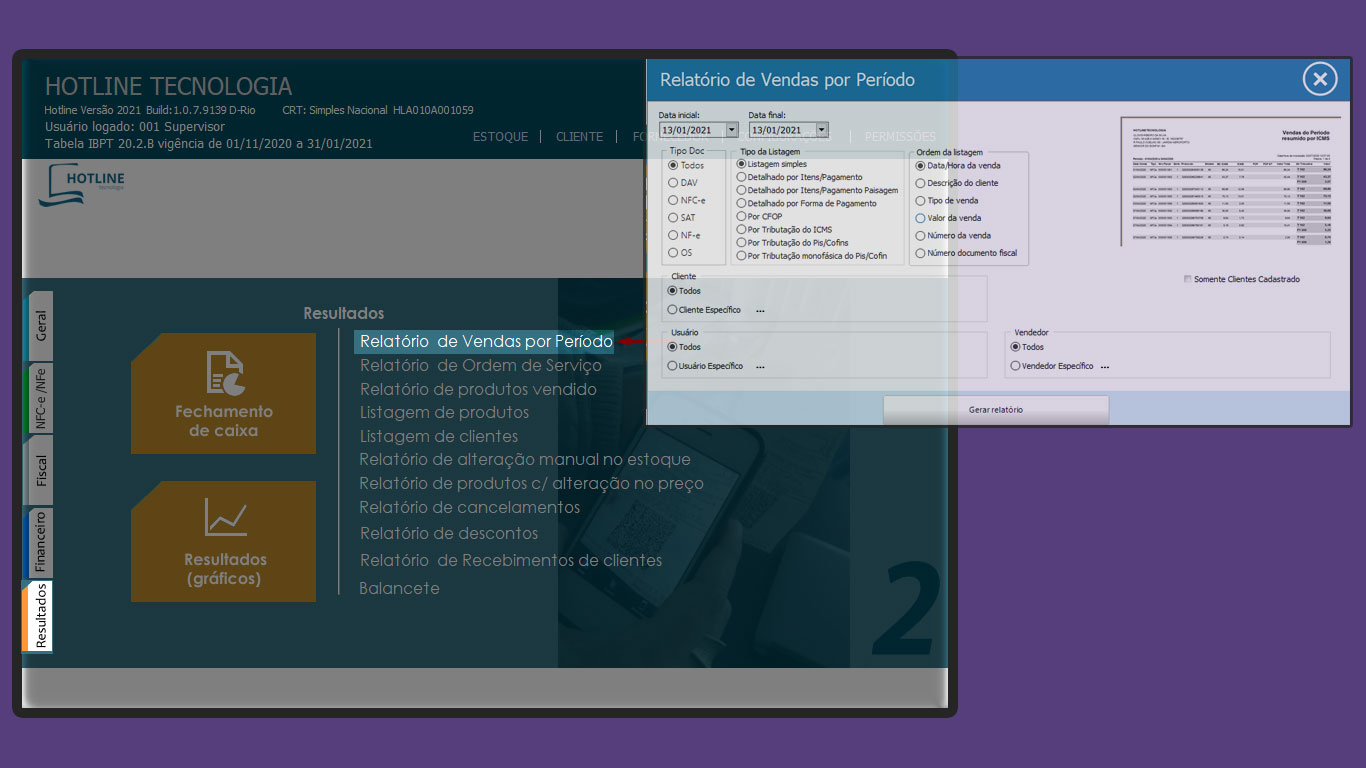 HOTLINE TECNOLOGIA
Hotline Versão 2021 Build:1.0.7.9139 D-Rio CRT: Simples Nacional HLA010A001059
Usuário logado: 001 Supervisor
Tabela IBPT 20.2.B vigência de 01/11/2020 a 31/01/2021
ESTOQUE
CLIENTE
PERMISSÕES
HOTLINE
Tecnologia
Geral
NFC-e /NFe
Fiscal
Financeiro
Resultados
Fechamento
de caixa
Resultados
(gráficos)
Resultados
Relatório de Vendas por Período
Relatório de Ordem de Serviço
Relatório de produtos vendido
Listagem de produtos
Listagem de clientes
Relatório de alteração manual no estoque
Relatório de produtos c/ alteração no preço
Relatório de cancelamentos
Relatório de descontos
Relatório de Recebimentos de clientes
Balancete
2
Relatório de Vendas por Período
Data inicial:
13/01/2021
Data final:
13/01/2021
Tipo Doc
Todos
DAV
NFC-e
SAT
NF-e
OS
Tipo da Listagem
Listagem simples
Detalhado por Itens/Pagamento
Detalhado por Itens/Pagamento Paisagem
Detalhado por Forma de Pagamento
Por CFOP
Por Tributação do ICMS
Por Tributação do Pis/Cofins
Por Tributação monofásica do Pis/Cofin
Ordem da listagem
Data/Hora da venda
Descrição do cliente
Tipo de venda
Valor da venda
Número da venda
Número documento fiscal
Vendas do Período
resumido por ICMS
Somente Clientes Cadastrado
Cliente
Todos
Cliente Específico ...
Usuário
Todos
Usuário Específico ...
Vendedor
Todos
Vendedor Específico ...
Gerar relatório